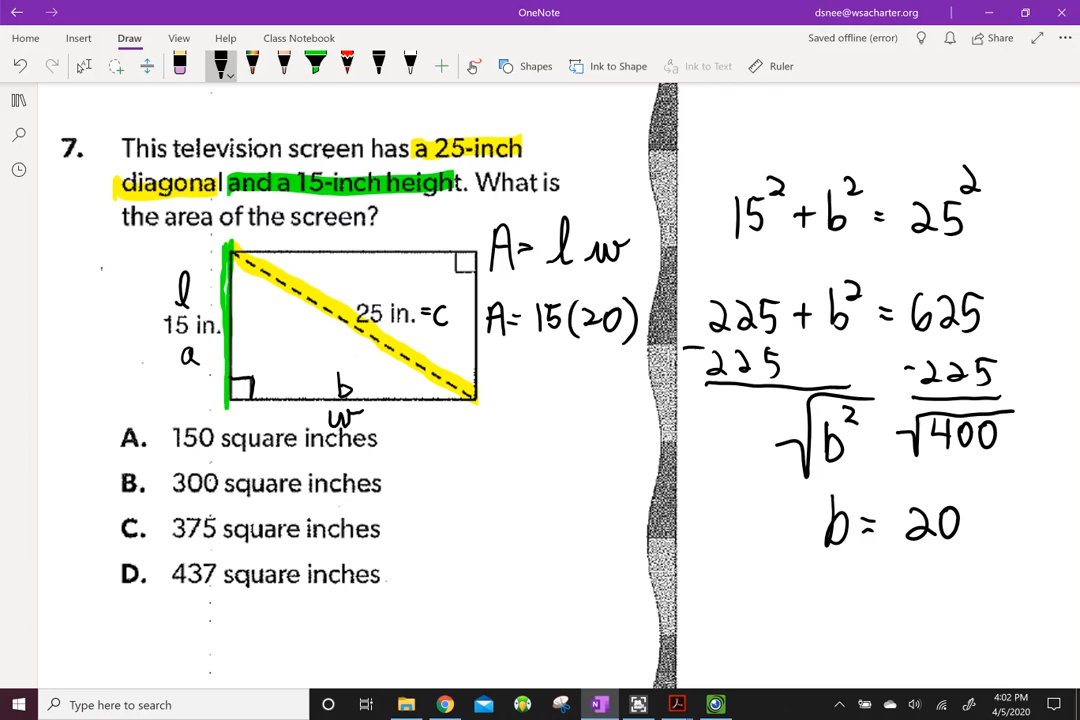 OneNote
dsnee@wsacharter.org
Home Insert Draw View Help Class Notebook
Saved offline (error)
Share
Shapes
Ink to Shape
Ink to Text
Ruler
7. This television screen has a 25-inch
diagonal and a 15-inch height. What is
the area of the screen?
l
15 in.
a
25 in. = c
b
w
A = l w
A = 15(20)
A. 150 square inches
B. 300 square inches
C. 375 square inches
D. 437 square inches
15² + b² = 25²
225 + b² = 625
-225 -225
√b² √400
b = 20
Type here to search
4:02 PM
4/5/2020